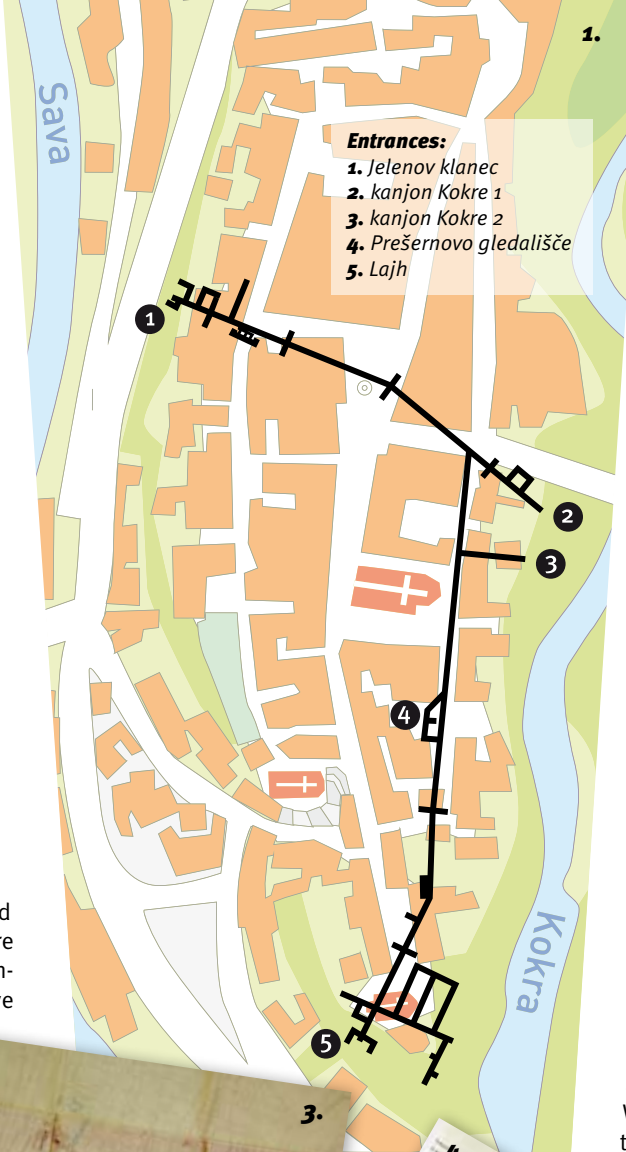 1.
Sava
Entrances:
1. Jelenov klanec
2. kanjon Kokre 1
3. kanjon Kokre 2
4. Prešernovo gledališče
5. Lajh
1
2
3
4
Kokra
5
3.